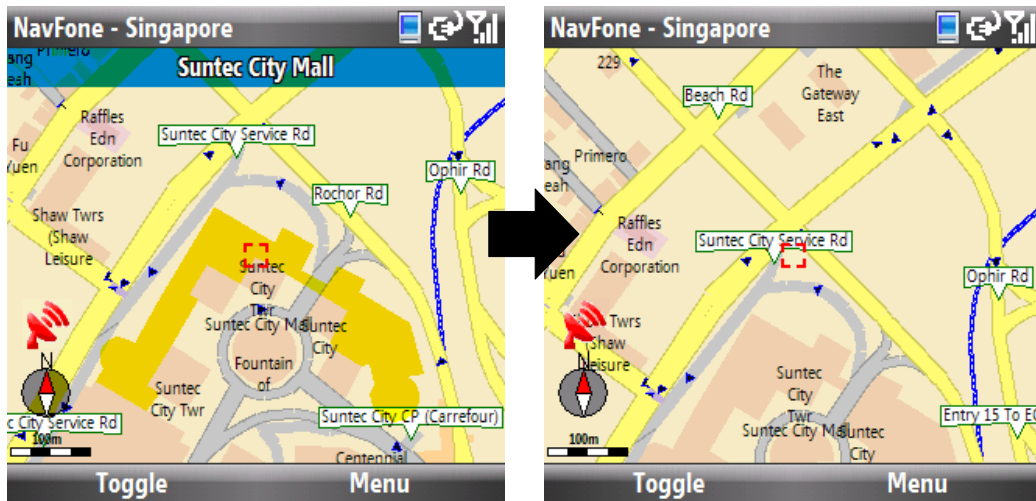 NavFone - Singapore
Suntec City Mall
Primero
ang
eah
Raffles
Edn
Corporation
Fu
Yuen
Suntec City Service Rd
Ophir Rd
Rochor Rd
Shaw Twrs
(Shaw
Leisure
Suntec
City
Twr
Suntec City Mall
Suntec
City
Fountain
of
N
Suntec
City Twr
Suntec City CP (Carrefour)
c City Service Rd
100m
Centennial
Toggle
Menu
NavFone - Singapore
229
The
Gateway
East
Beach Rd
ang
Primero
eah
Raffles
Edn
Corporation
Yuen
Suntec City Service Rd
Ophir Rd
Twrs
(Shaw
Leisure
N
Suntec
City
Twr
Suntec City Mall
Suntec
City
Entry 15 To EC
100m
Toggle
Menu